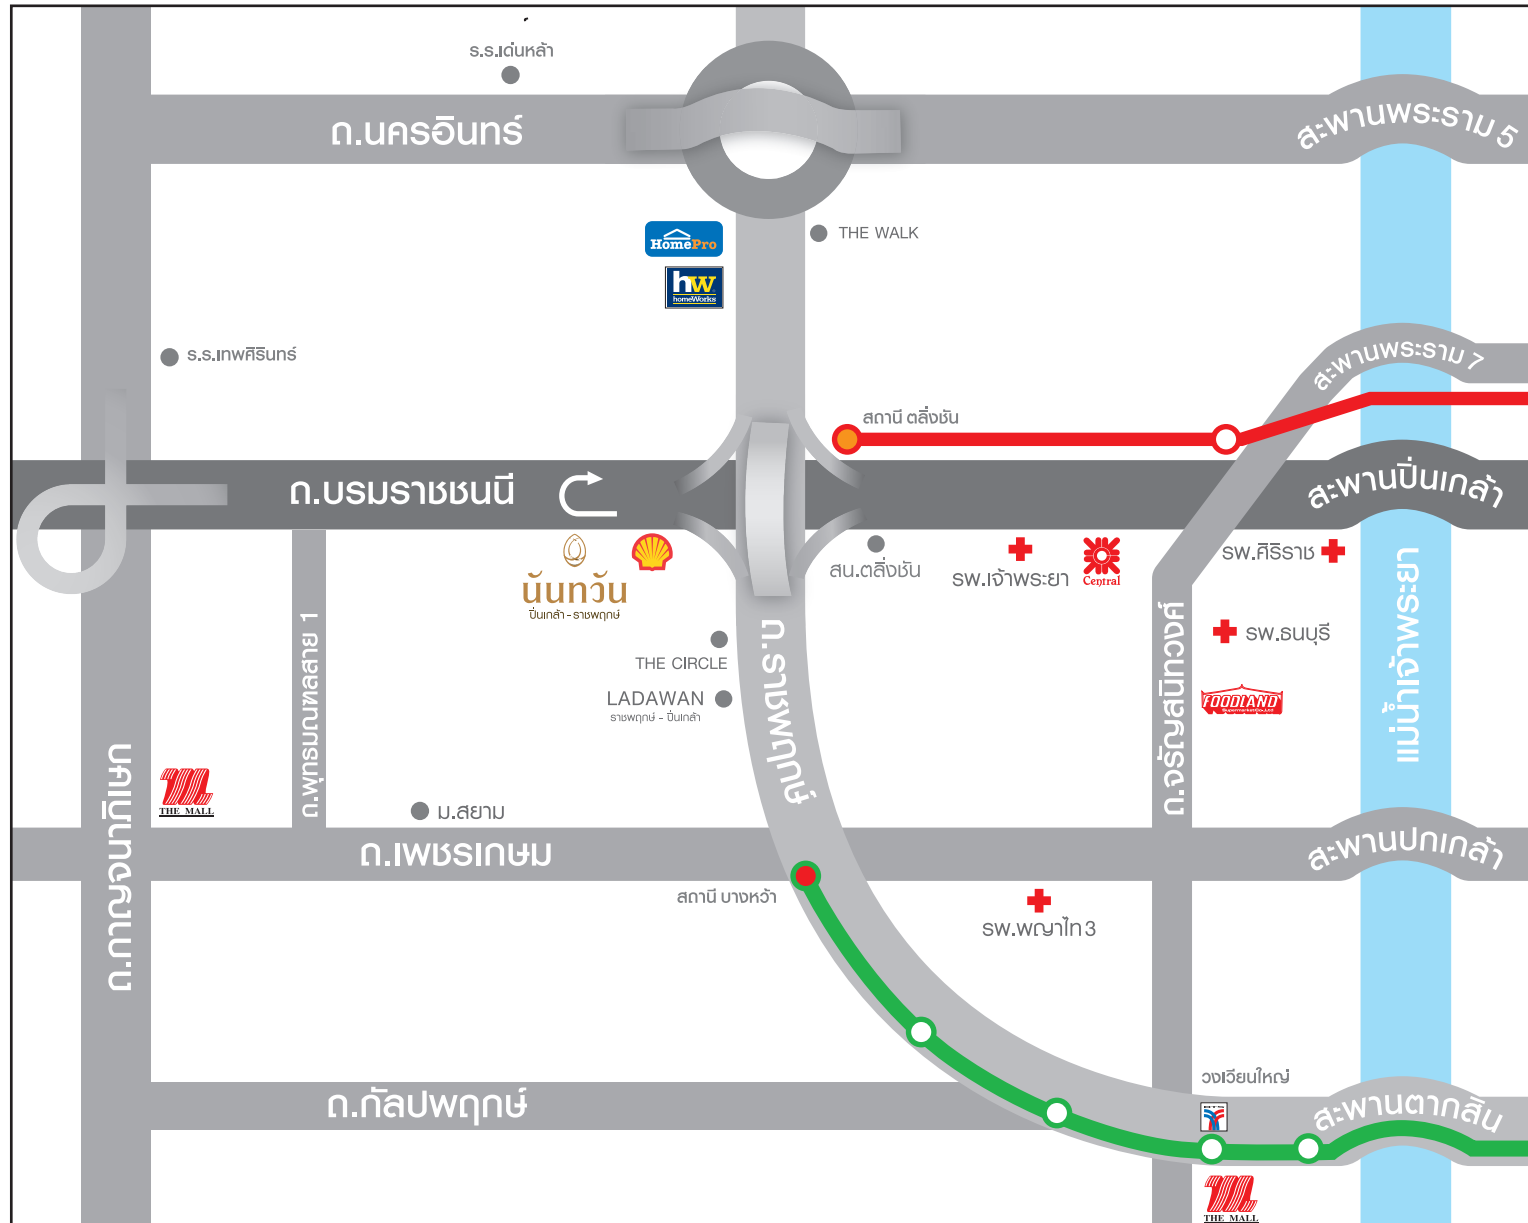 ร.ร.เด่นหล้า
ถ.นครอินทร์
สะพานพระราม 5
HomePro
THE WALK
hw
homeWorks
ร.ร.เทพศิรินทร์
สะพานพระราม 7
สถานี ตลิ่งชัน
ถ.บรมราชชนนี
สะพานปิ่นเกล้า
นันทวัน
ปิ่นเกล้า - ราชพฤกษ์
สน.ตลิ่งชัน
รพ.เจ้าพระยา
Central
รพ.ศิริราช
รพ.ธนบุรี
THE CIRCLE
LADAWAN
ราชพฤกษ์ - ปิ่นเกล้า
FOODLAND
Supermarket Co.,Ltd
ถ.ราชพฤกษ์
ถ.พุทธมณฑลสาย 1
ถ.จรัญสนิทวงศ์
แม่น้ำเจ้าพระยา
ถ.กาญจนาภิเษก
THE MALL
ม.สยาม
ถ.เพชรเกษม
สะพานปกเกล้า
สถานี บางหว้า
รพ.พญาไท 3
วงเวียนใหญ่
ถ.กัลปพฤกษ์
สะพานตากสิน
THE MALL